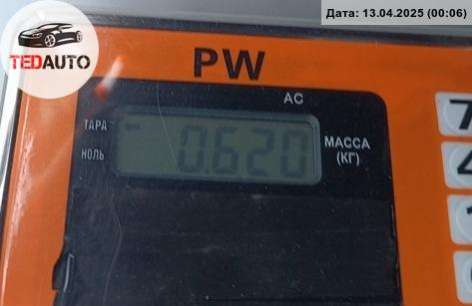 Дата: 13.04.2025 (00:06)
TEDAUTO
PW
AC
ТАРА
НОЛЬ
0.620
МАССА
(КГ)
7
4
1